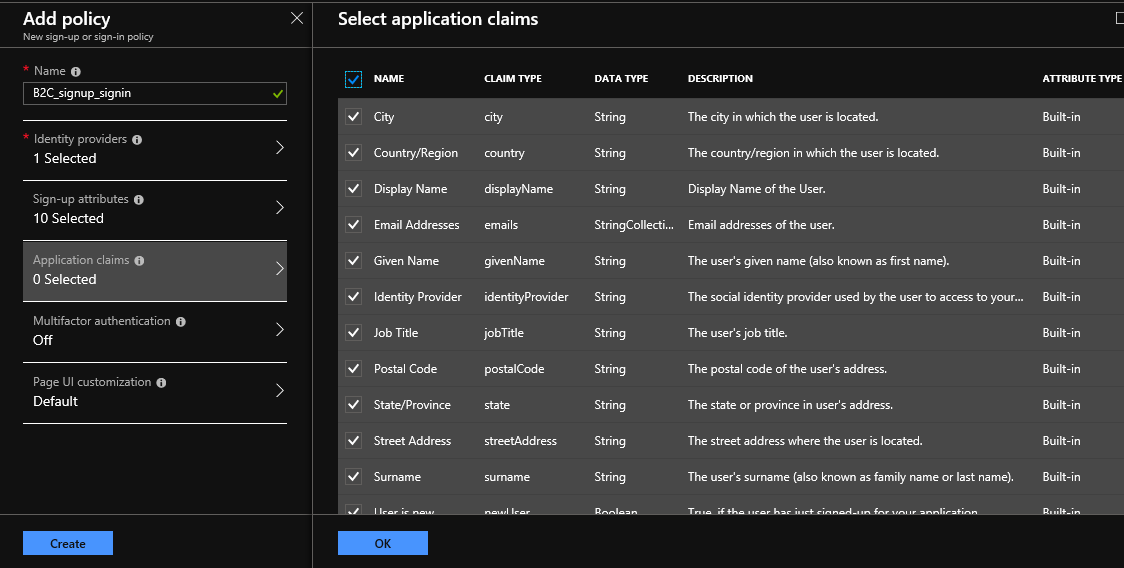 Add policy
New sign-up or sign-in policy
* Name
B2C_signup_signin
* Identity providers
1 Selected
Sign-up attributes
10 Selected
Application claims
0 Selected
Multifactor authentication
Off
Page UI customization
Default
Create
Select application claims
NAME CLAIM TYPE DATA TYPE DESCRIPTION ATTRIBUTE TYPE
City city String The city in which the user is located. Built-in
Country/Region country String The country/region in which the user is located. Built-in
Display Name displayName String Display Name of the User. Built-in
Email Addresses emails StringCollecti... Email addresses of the user. Built-in
Given Name givenName String The user's given name (also known as first name). Built-in
Identity Provider identityProvider String The social identity provider used by the user to access to your... Built-in
Job Title jobTitle String The user's job title. Built-in
Postal Code postalCode String The postal code of the user's address. Built-in
State/Province state String The state or province in user's address. Built-in
Street Address streetAddress String The street address where the user is located. Built-in
Surname surname String The user's surname (also known as family name or last name). Built-in
User is new newUser Boolean True, if the user has just signed-up for your application. Built-in
OK